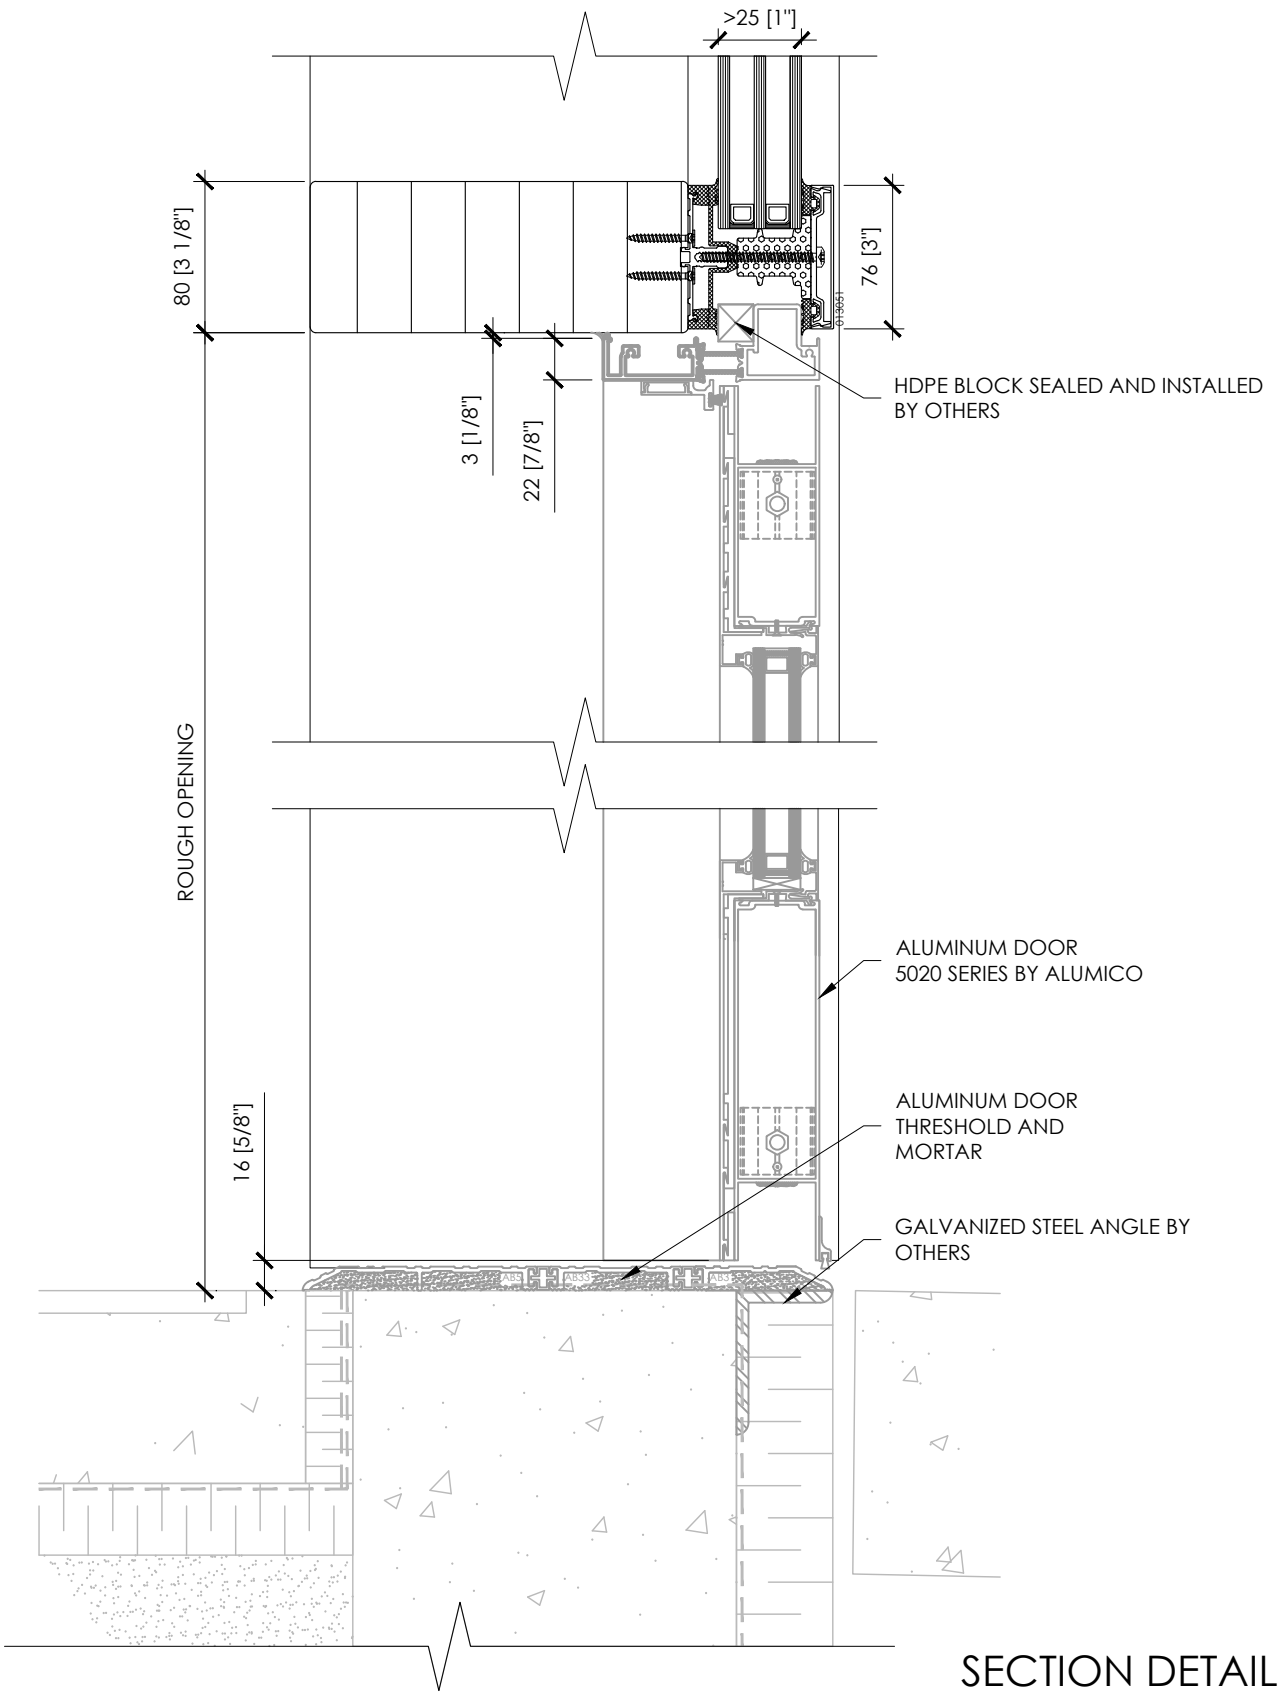 >25 [1"]
80 [3 1/8"]
76 [3"]
013051
HDPE BLOCK SEALED AND INSTALLED
BY OTHERS
3 [1/8"]
22 [7/8"]
ROUGH OPENING
ALUMINUM DOOR
5020 SERIES BY ALUMICO
ALUMINUM DOOR
THRESHOLD AND
MORTAR
16 [5/8"]
GALVANIZED STEEL ANGLE BY
OTHERS
SECTION DETAIL